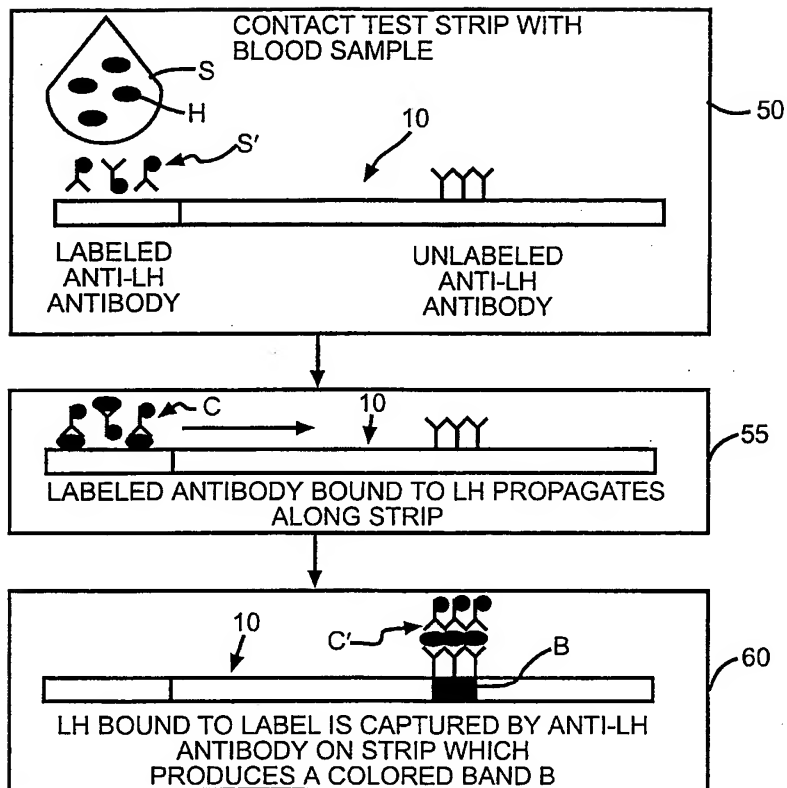 CONTACT TEST STRIP WITH
BLOOD SAMPLE
S
H
50
10
S'
LABELED
ANTI-LH
ANTIBODY
UNLABELED
ANTI-LH
ANTIBODY
C
10
55
LABELED ANTIBODY BOUND TO LH PROPAGATES
ALONG STRIP
10
C'
B
60
LH BOUND TO LABEL IS CAPTURED BY ANTI-LH
ANTIBODY ON STRIP WHICH
PRODUCES A COLORED BAND B